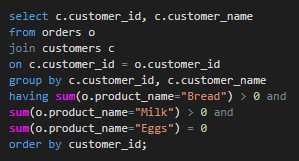 select c.customer_id, c.customer_name
from orders o
join customers c
on c.customer_id = o.customer_id
group by c.customer_id, c.customer_name
having sum(o.product_name="Bread") > 0 and
sum(o.product_name="Milk") > 0 and
sum(o.product_name="Eggs") = 0
order by customer_id;